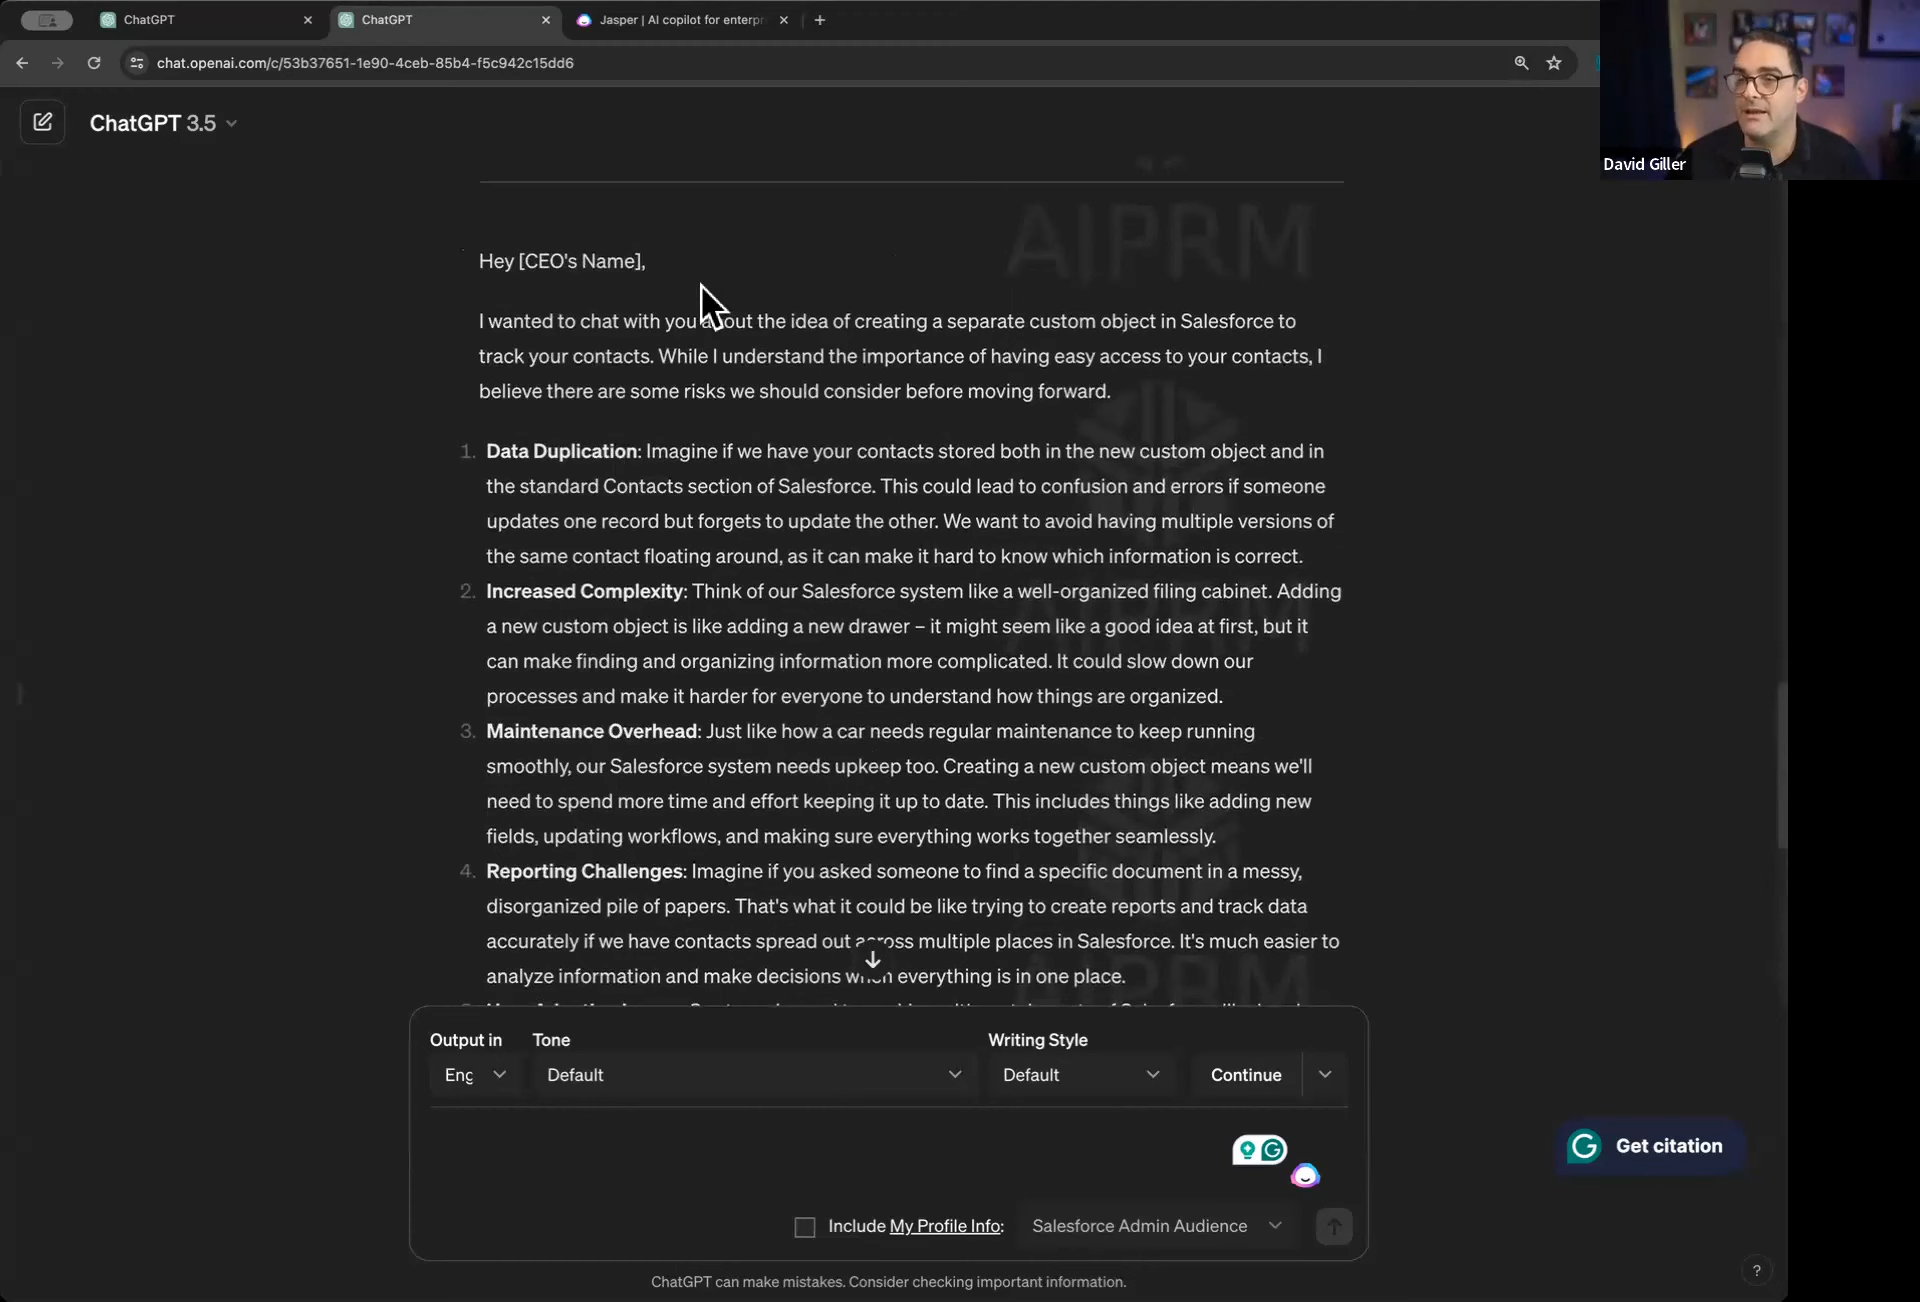 ChatGPT
ChatGPT
Jasper | AI copilot for enterpr
chat.openai.com/c/53b37651-1e90-4ceb-85b4-f5c942c15dd6
ChatGPT 3.5
David Giller
AIPRM
Hey [CEO's Name],
I wanted to chat with you about the idea of creating a separate custom object in Salesforce to
track your contacts. While I understand the importance of having easy access to your contacts, I
believe there are some risks we should consider before moving forward.
1. Data Duplication: Imagine if we have your contacts stored both in the new custom object and in
the standard Contacts section of Salesforce. This could lead to confusion and errors if someone
updates one record but forgets to update the other. We want to avoid having multiple versions of
the same contact floating around, as it can make it hard to know which information is correct.
2. Increased Complexity: Think of our Salesforce system like a well-organized filing cabinet. Adding
a new custom object is like adding a new drawer – it might seem like a good idea at first, but it
can make finding and organizing information more complicated. It could slow down our
processes and make it harder for everyone to understand how things are organized.
AIPRM
3. Maintenance Overhead: Just like how a car needs regular maintenance to keep running
smoothly, our Salesforce system needs upkeep too. Creating a new custom object means we'll
need to spend more time and effort keeping it up to date. This includes things like adding new
fields, updating workflows, and making sure everything works together seamlessly.
4. Reporting Challenges: Imagine if you asked someone to find a specific document in a messy,
disorganized pile of papers. That's what it could be like trying to create reports and track data
accurately if we have contacts spread out across multiple places in Salesforce. It's much easier to
analyze information and make decisions when everything is in one place.
AIPRM
Output in
Tone
Writing Style
Eng
Default
Default
Continue
Get citation
Include My Profile Info:
Salesforce Admin Audience
ChatGPT can make mistakes. Consider checking important information.
?